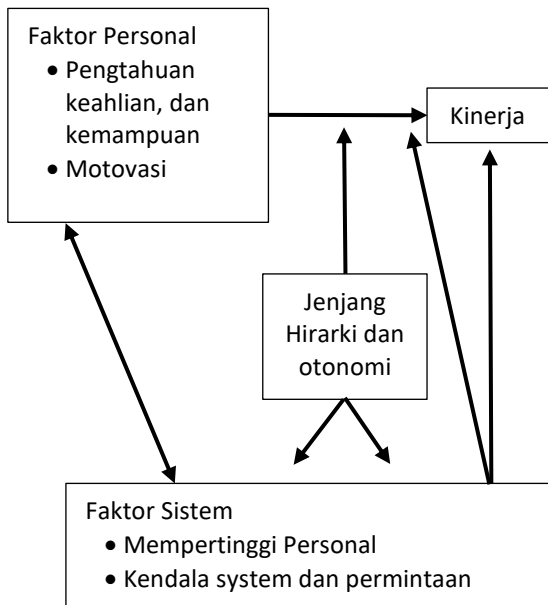 Faktor Personal
• Pengtahuan
keahlian, dan
kemampuan
• Motovasi
Kinerja
Jenjang
Hirarki dan
otonomi
Faktor Sistem
• Mempertinggi Personal
• Kendala system dan permintaan